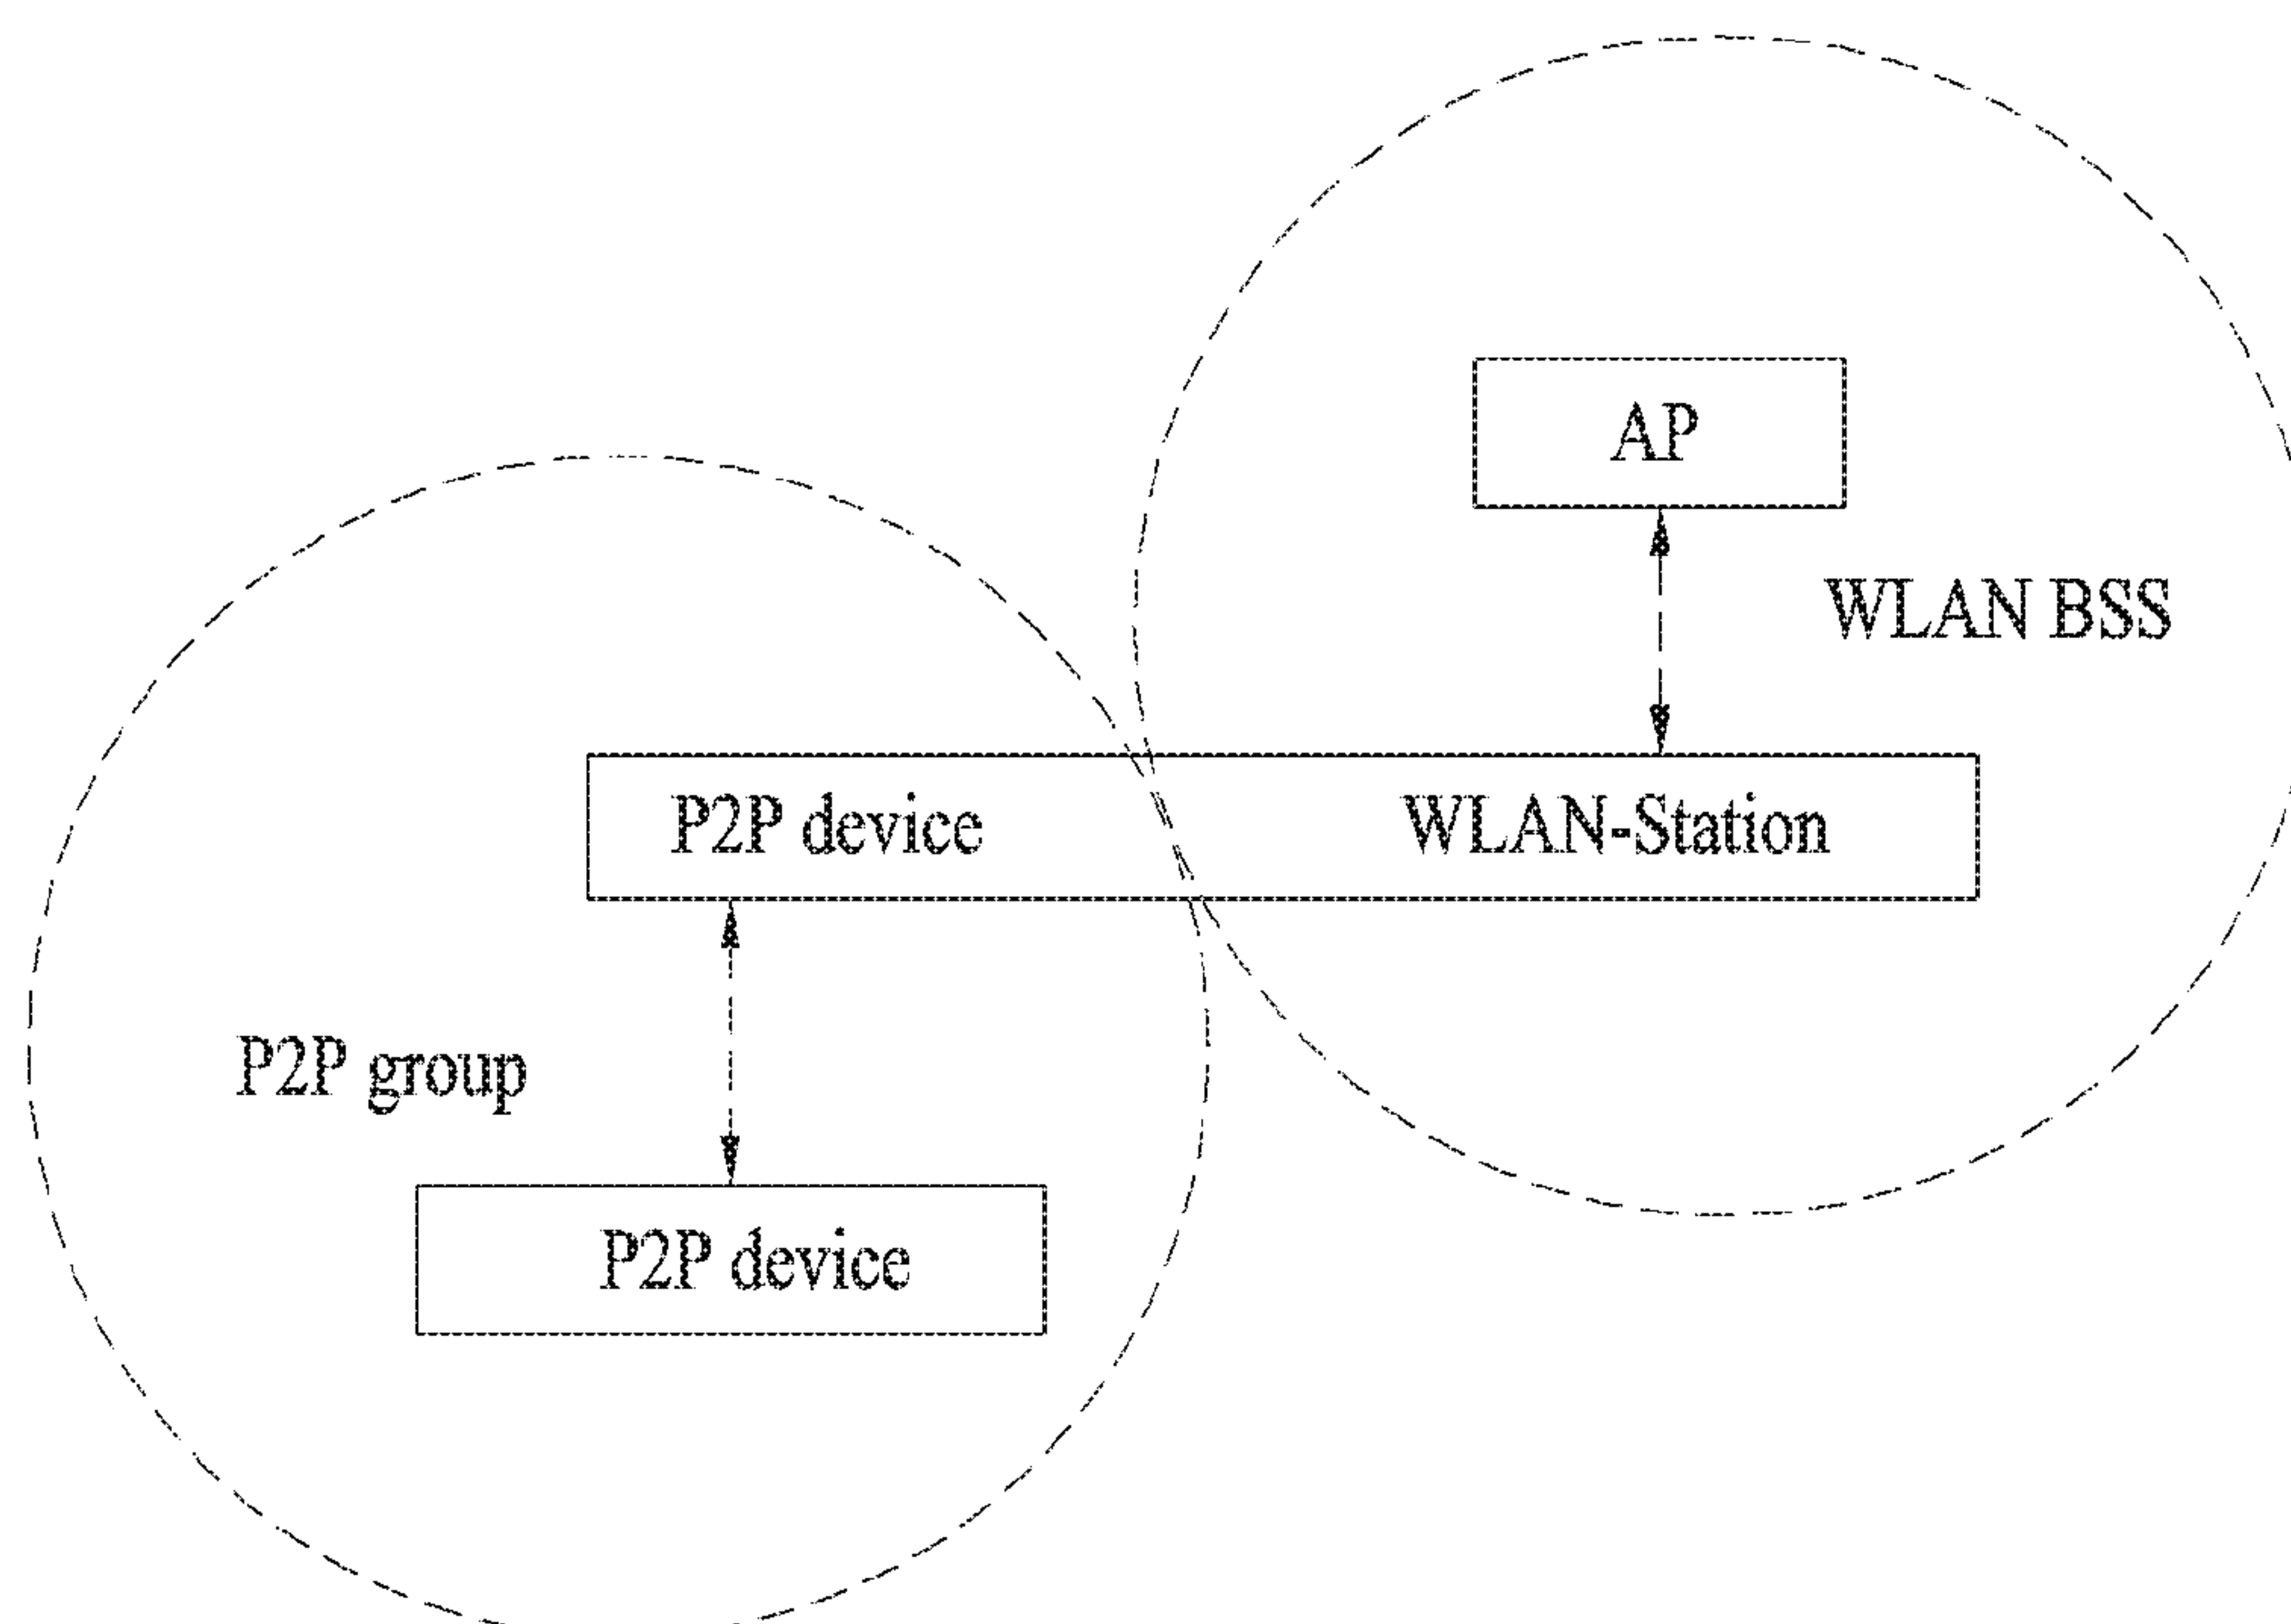 AP
WLAN BSS
P2P device
WLAN-Station
P2P group
P2P device